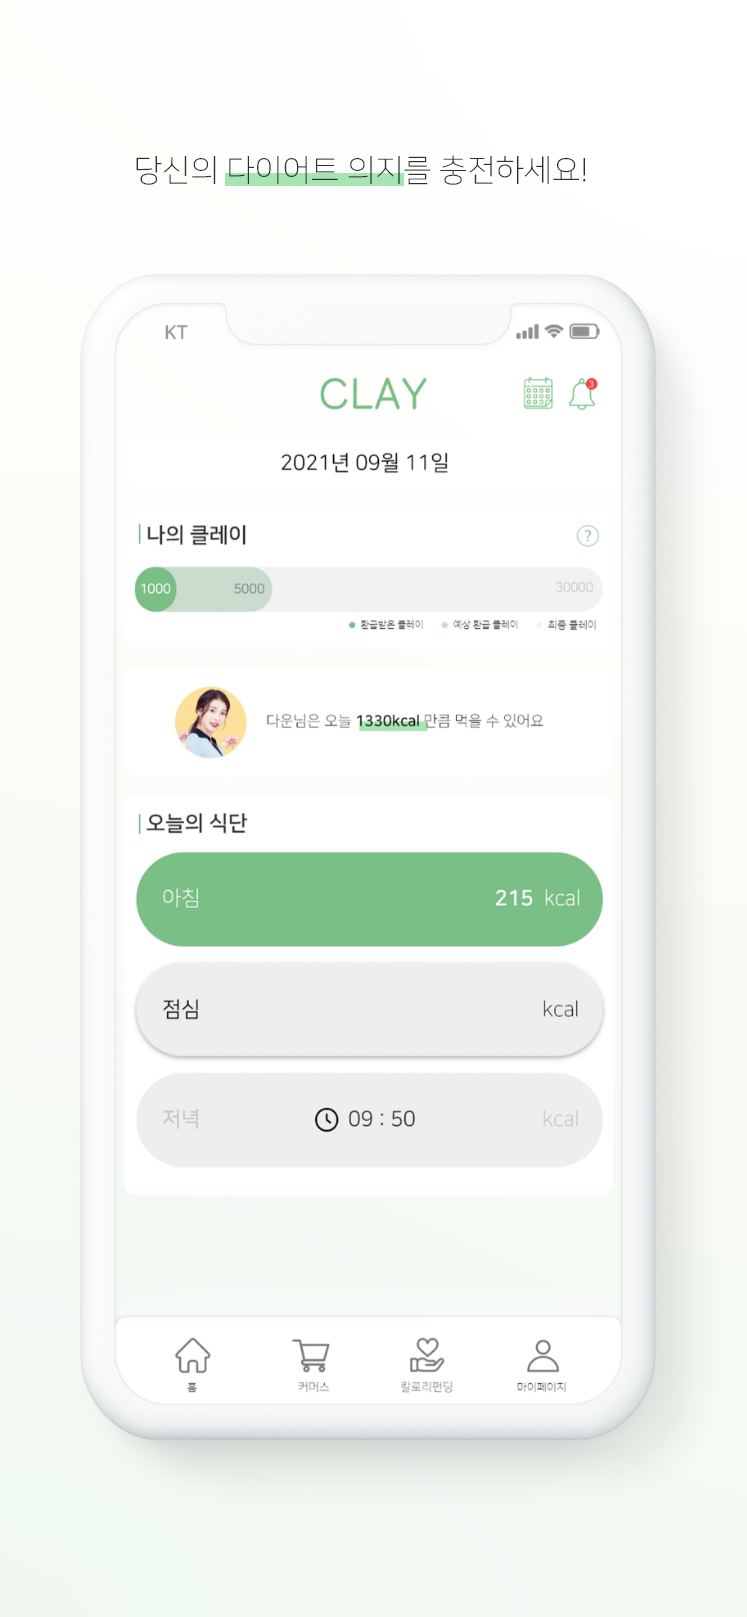 당신의 다이어트 의지를 충전하세요!
KT
CLAY
3
2021년 09월 11일
나의 클레이
?
1000 5000 30000
환급받은 클레이 예상 환급 클레이 최종 클레이
다운님은 오늘 1330kcal 만큼 먹을 수 있어요
오늘의 식단
아침 215 kcal
점심 kcal
저녁 09 : 50 kcal
홈 커머스 칼로리펀딩 마이페이지